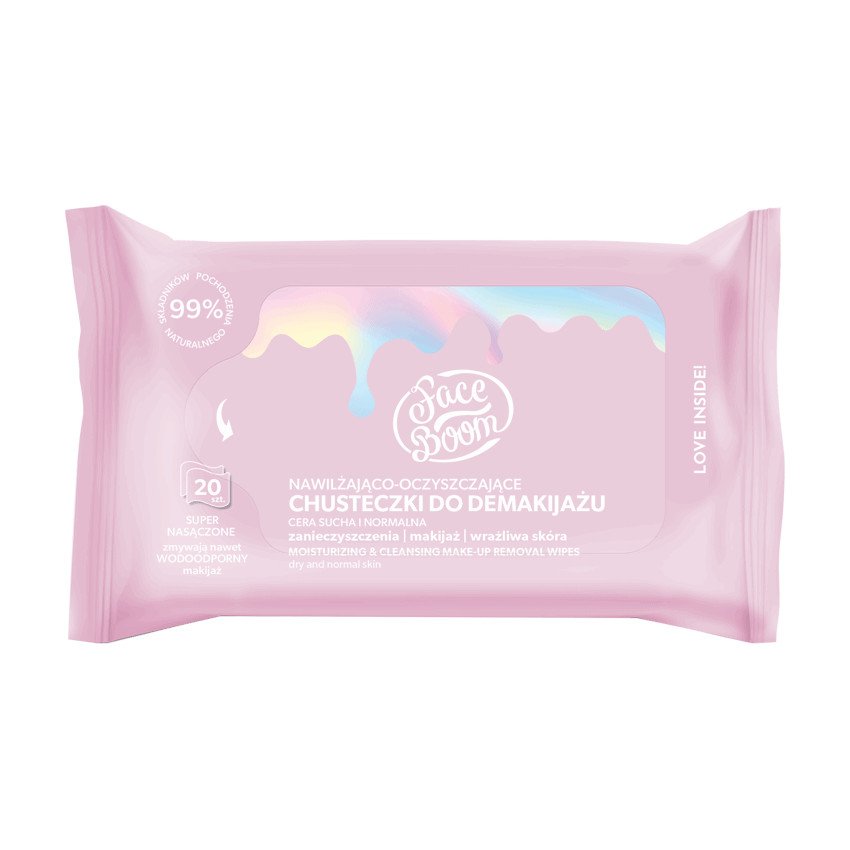 SKŁADNIKÓW POCHODZENIA
99%
NATURALNEGO
Face
Boom
LOVE INSIDE!
20
szt.
SUPER
NASĄCZONE
zmywają nawet
WODOODPORNY
makijaż
NAWILŻAJĄCO-OCZYSZCZAJĄCE
CHUSTECZKI DO DEMAKIJAŻU
CERA SUCHA I NORMALNA
zanieczyszczenia | makijaż | wrażliwa skóra
MOISTURIZING & CLEANSING MAKE-UP REMOVAL WIPES
dry and normal skin